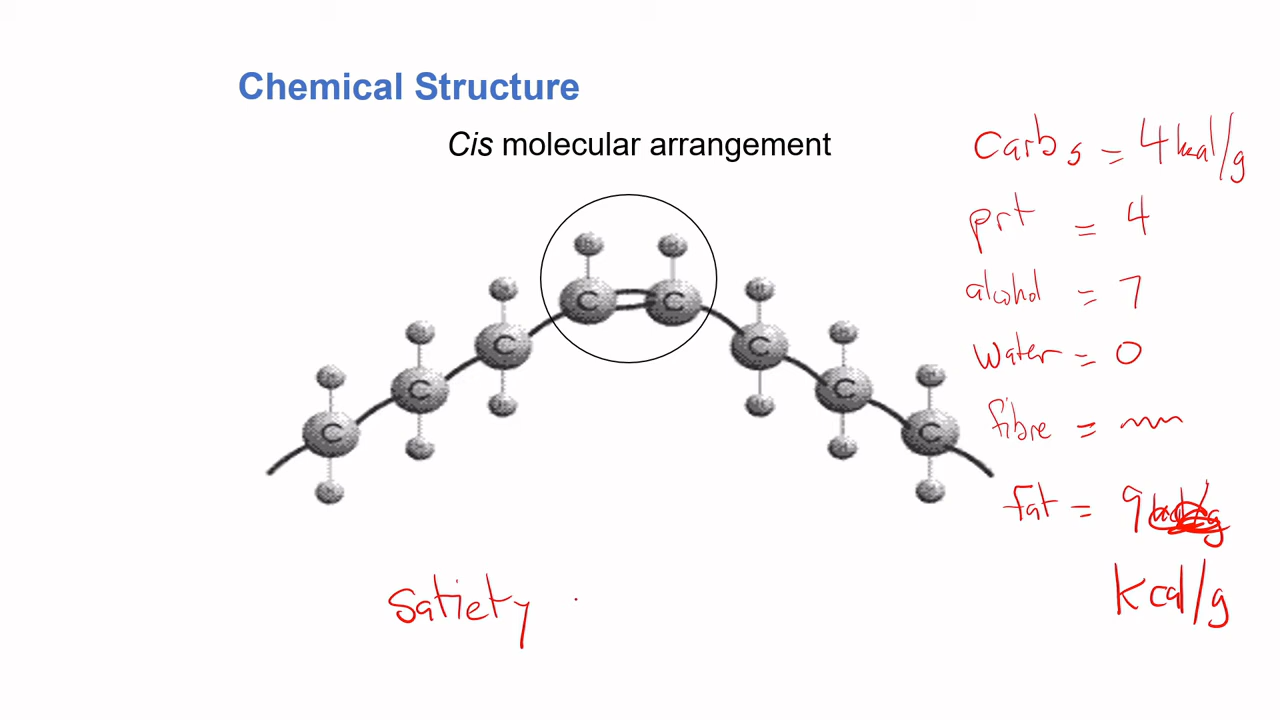 Chemical Structure
Cis molecular arrangement
Carbs = 4 kcal/g
prt = 4
alcohol = 7
Water = 0
fibre =
fat = 9
kcal/g
H H
C C
H H
C C
H H
C C
H H
H H
C C
H H
H H
satiety